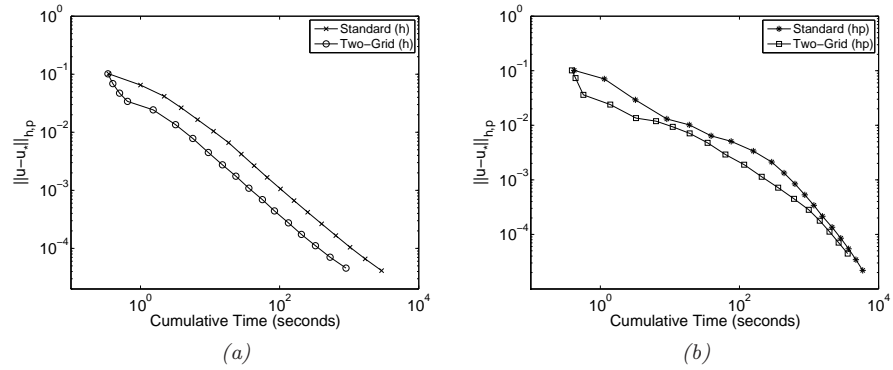 10^0
10^-1
10^-2
10^-3
10^-4
||u−u_*||_h,p
Standard (h)
Two−Grid (h)
10^0
10^2
10^4
Cumulative Time (seconds)
(a)
10^0
10^-1
10^-2
10^-3
10^-4
||u−u_*||_h,p
Standard (hp)
Two−Grid (hp)
10^0
10^2
10^4
Cumulative Time (seconds)
(b)